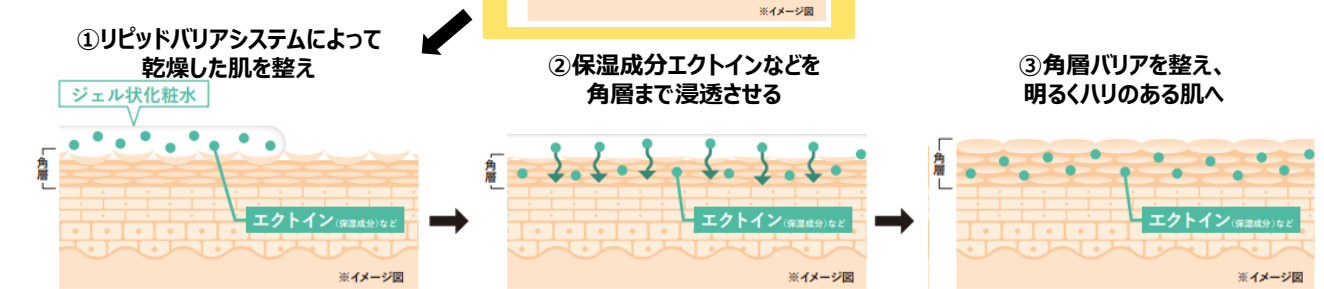 ※イメージ図
①リピッドバリアシステムによって
乾燥した肌を整え
ジェル状化粧水
角層
エクトイン(保湿成分)など
※イメージ図
②保湿成分エクトインなどを
角層まで浸透させる
角層
エクトイン(保湿成分)など
※イメージ図
③角層バリアを整え、
明るくハリのある肌へ
角層
エクトイン(保湿成分)など
※イメージ図